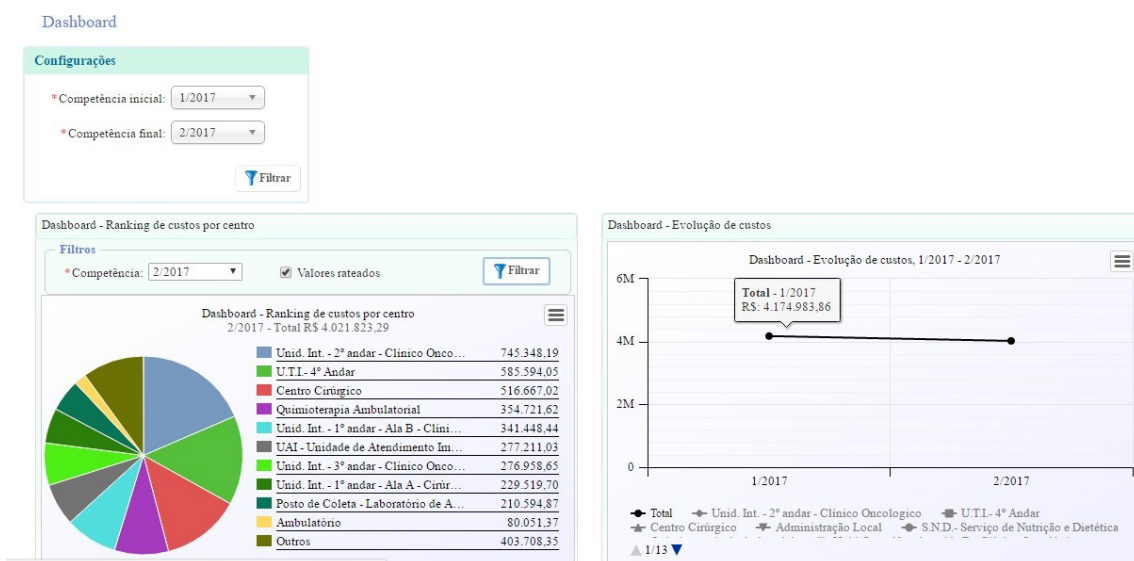 Dashboard
Configurações
*Competência inicial: 1/2017
*Competência final: 2/2017
Filtrar
Dashboard - Ranking de custos por centro
Filtros
*Competência: 2/2017 Valores rateados Filtrar
Dashboard - Ranking de custos por centro
2/2017 - Total R$ 4.021.823,29
Unid. Int. - 2º andar - Clínico Onco... 745.348,19
U.T.I.- 4º Andar 585.594,05
Centro Cirúrgico 516.667,02
Quimioterapia Ambulatorial 354.721,62
Unid. Int. - 1º andar - Ala B - Clíni... 341.448,44
UAI - Unidade de Atendimento Im... 277.211,03
Unid. Int. - 3º andar - Clínico Onco... 276.958,65
Unid. Int. - 1º andar - Ala A - Cirúr... 229.519,70
Posto de Coleta - Laboratório de A... 210.594,87
Ambulatório 80.051,37
Outros 403.708,35
Dashboard - Evolução de custos
Dashboard - Evolução de custos, 1/2017 - 2/2017
6M
Total - 1/2017
R$: 4.174.983,86
4M
2M
0
1/2017 2/2017
Total Unid. Int. - 2º andar - Clínico Oncologico U.T.I.- 4º Andar
Centro Cirúrgico Administração Local S.N.D.- Serviço de Nutrição e Dietética
1/13